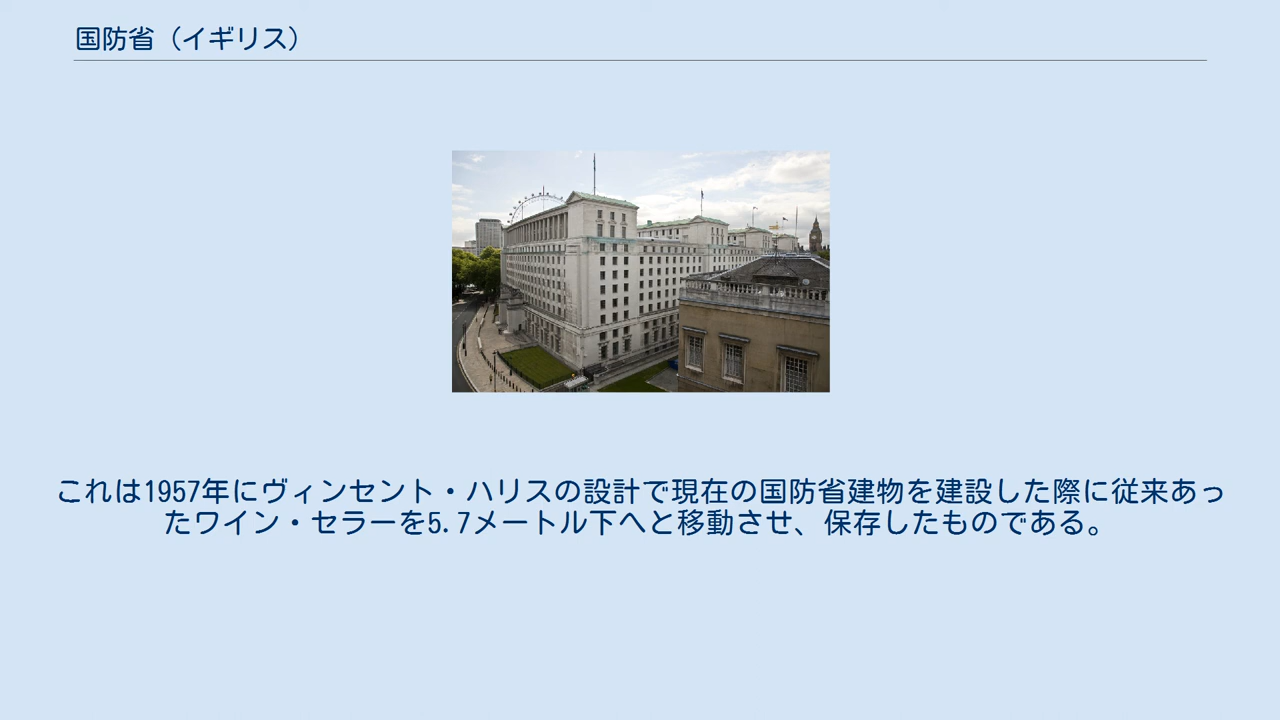 国防省（イギリス）
これは1957年にヴィンセント・ハリスの設計で現在の国防省建物を建設した際に従来あっ
たワイン・セラーを5.7メートル下へと移動させ、保存したものである。